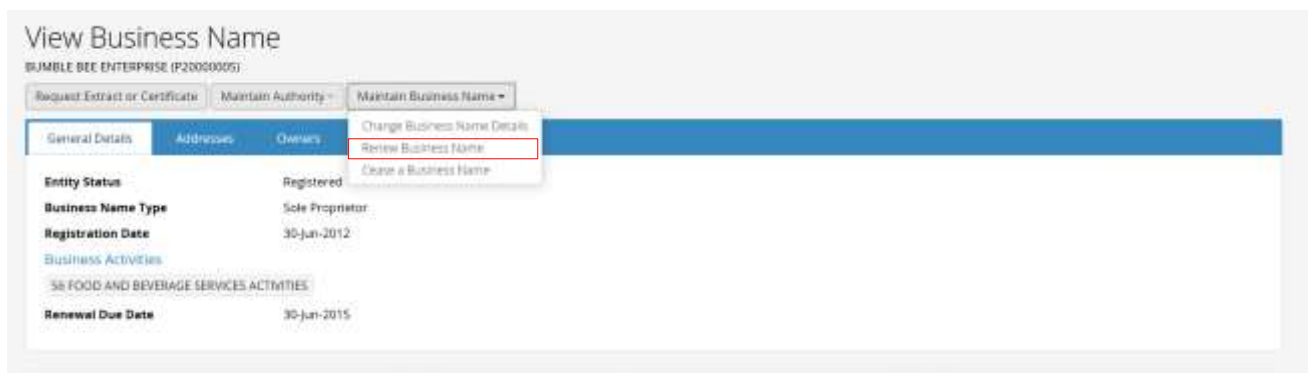 View Business Name
BUMBLE BEE ENTERPRISE (P20000005)
Request Extract or Certificate Maintain Authority Maintain Business Name
Change Business Name Details
General Details Addresses Owners
Renew Business Name
Cease a Business Name
Entity Status Registered
Business Name Type Sole Proprietor
Registration Date 30-Jun-2012
Business Activities
56 FOOD AND BEVERAGE SERVICES ACTIVITIES
Renewal Due Date 30-Jun-2015